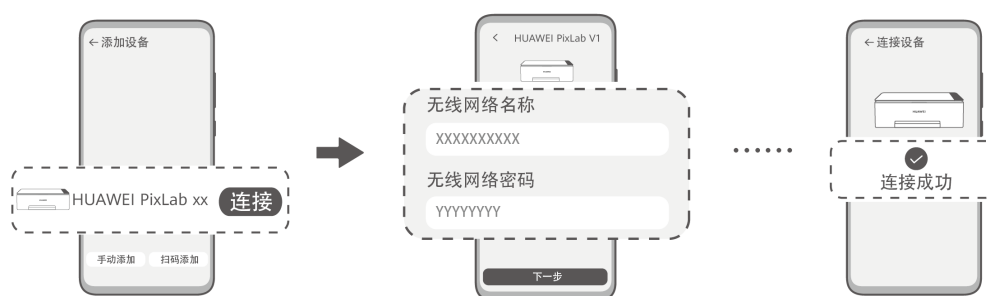 ←添加设备
HUAWEI PixLab xx 连接
手动添加 扫码添加
< HUAWEI PixLab V1
无线网络名称
XXXXXXXXXX
无线网络密码
YYYYYYYY
下一步
······
←连接设备
HUAWEI
连接成功